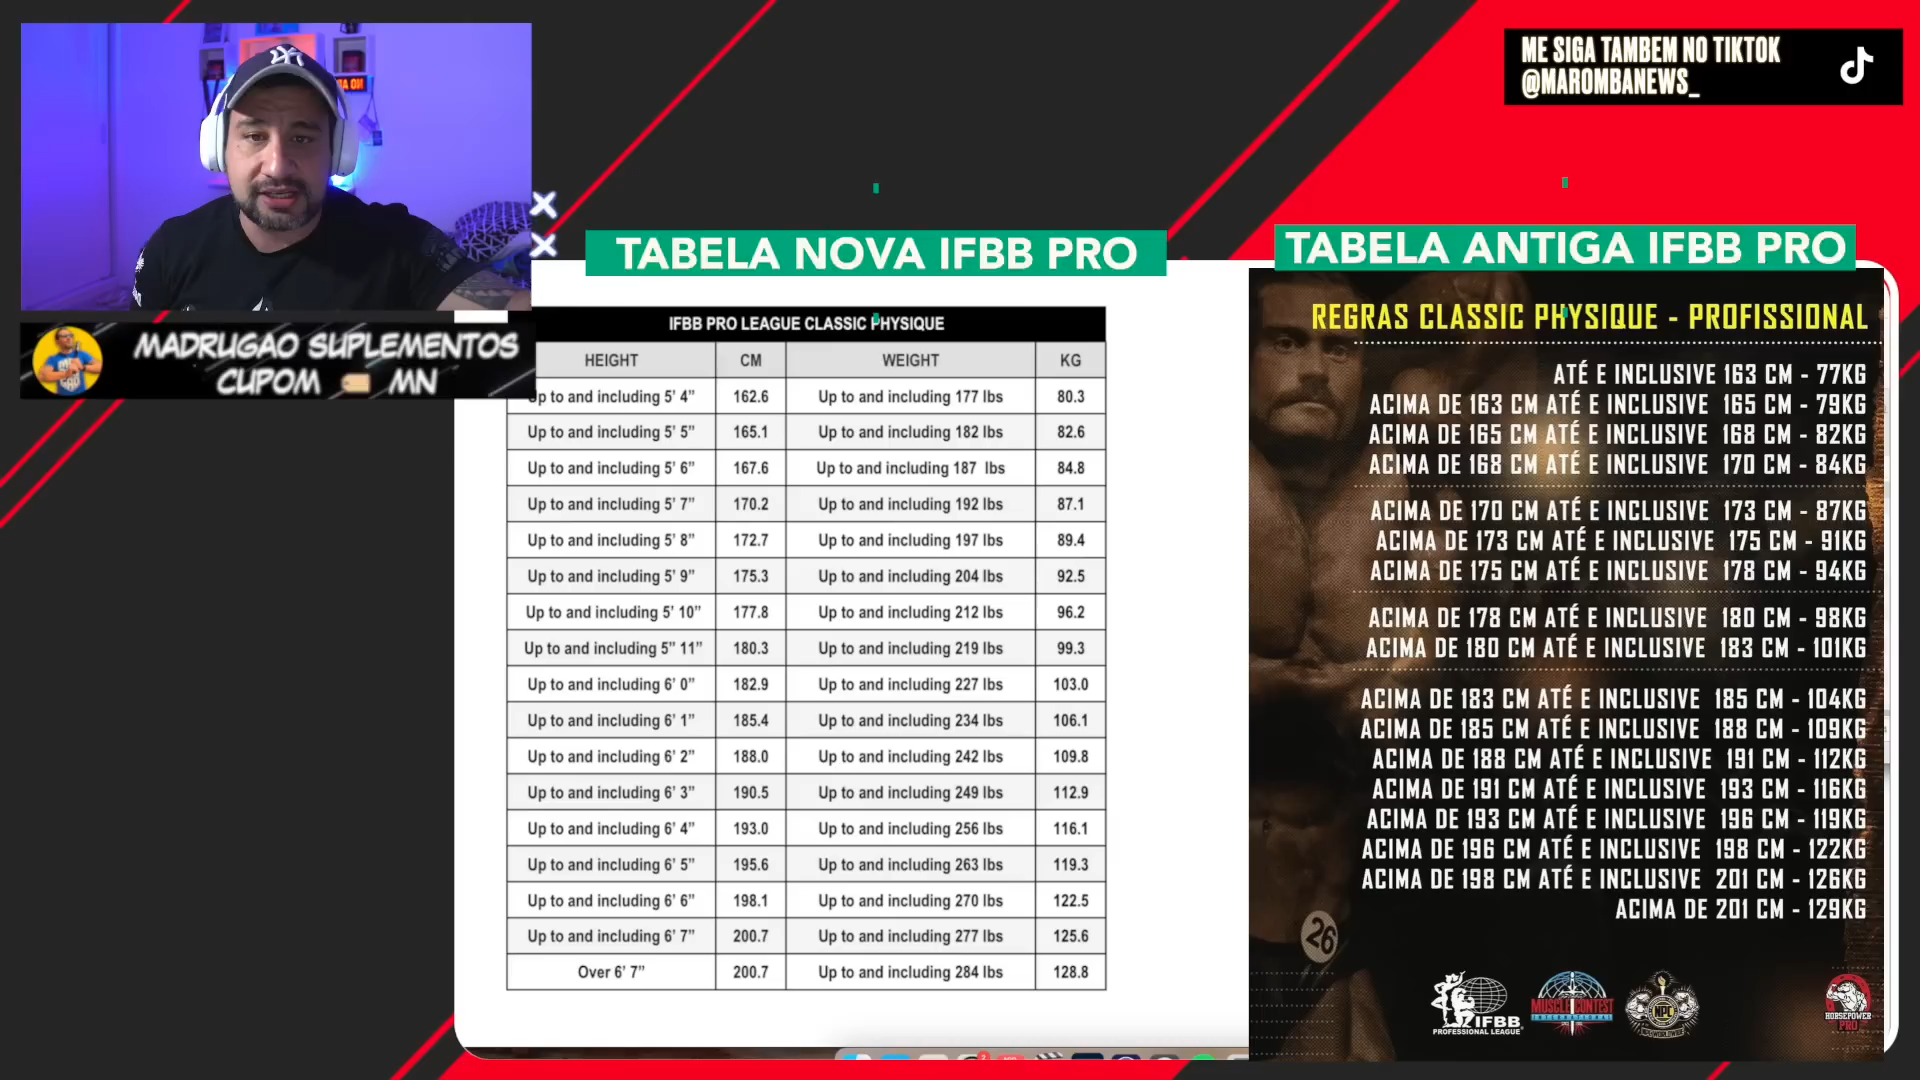 ME SIGA TAMBEM NO TIKTOK
@MAROMBANEWS_
MADRUGAO SUPLEMENTOS
CUPOM MN
TABELA NOVA IFBB PRO
IFBB PRO LEAGUE CLASSIC PHYSIQUE
HEIGHT CM WEIGHT KG
Up to and including 5' 4” 162.6 Up to and including 177 lbs 80.3
Up to and including 5' 5” 165.1 Up to and including 182 lbs 82.6
Up to and including 5' 6” 167.6 Up to and including 187 lbs 84.8
Up to and including 5' 7” 170.2 Up to and including 192 lbs 87.1
Up to and including 5' 8” 172.7 Up to and including 197 lbs 89.4
Up to and including 5' 9” 175.3 Up to and including 204 lbs 92.5
Up to and including 5' 10” 177.8 Up to and including 212 lbs 96.2
Up to and including 5” 11” 180.3 Up to and including 219 lbs 99.3
Up to and including 6' 0” 182.9 Up to and including 227 lbs 103.0
Up to and including 6' 1” 185.4 Up to and including 234 lbs 106.1
Up to and including 6' 2” 188.0 Up to and including 242 lbs 109.8
Up to and including 6' 3” 190.5 Up to and including 249 lbs 112.9
Up to and including 6' 4” 193.0 Up to and including 256 lbs 116.1
Up to and including 6' 5” 195.6 Up to and including 263 lbs 119.3
Up to and including 6' 6” 198.1 Up to and including 270 lbs 122.5
Up to and including 6' 7” 200.7 Up to and including 277 lbs 125.6
Over 6' 7” 200.7 Up to and including 284 lbs 128.8
TABELA ANTIGA IFBB PRO
REGRAS CLASSIC PHYSIQUE - PROFISSIONAL
ATÉ E INCLUSIVE 163 CM - 77KG
ACIMA DE 163 CM ATÉ E INCLUSIVE 165 CM - 79KG
ACIMA DE 165 CM ATÉ E INCLUSIVE 168 CM - 82KG
ACIMA DE 168 CM ATÉ E INCLUSIVE 170 CM - 84KG
ACIMA DE 170 CM ATÉ E INCLUSIVE 173 CM - 87KG
ACIMA DE 173 CM ATÉ E INCLUSIVE 175 CM - 91KG
ACIMA DE 175 CM ATÉ E INCLUSIVE 178 CM - 94KG
ACIMA DE 178 CM ATÉ E INCLUSIVE 180 CM - 98KG
ACIMA DE 180 CM ATÉ E INCLUSIVE 183 CM - 101KG
ACIMA DE 183 CM ATÉ E INCLUSIVE 185 CM - 104KG
ACIMA DE 185 CM ATÉ E INCLUSIVE 188 CM - 109KG
ACIMA DE 188 CM ATÉ E INCLUSIVE 191 CM - 112KG
ACIMA DE 191 CM ATÉ E INCLUSIVE 193 CM - 116KG
ACIMA DE 193 CM ATÉ E INCLUSIVE 196 CM - 119KG
ACIMA DE 196 CM ATÉ E INCLUSIVE 198 CM - 122KG
ACIMA DE 198 CM ATÉ E INCLUSIVE 201 CM - 126KG
ACIMA DE 201 CM - 129KG
26
IFBB
PROFESSIONAL LEAGUE
MUSCLECONTEST
INTERNATIONAL
NPC
HORSEPOWER
PRO